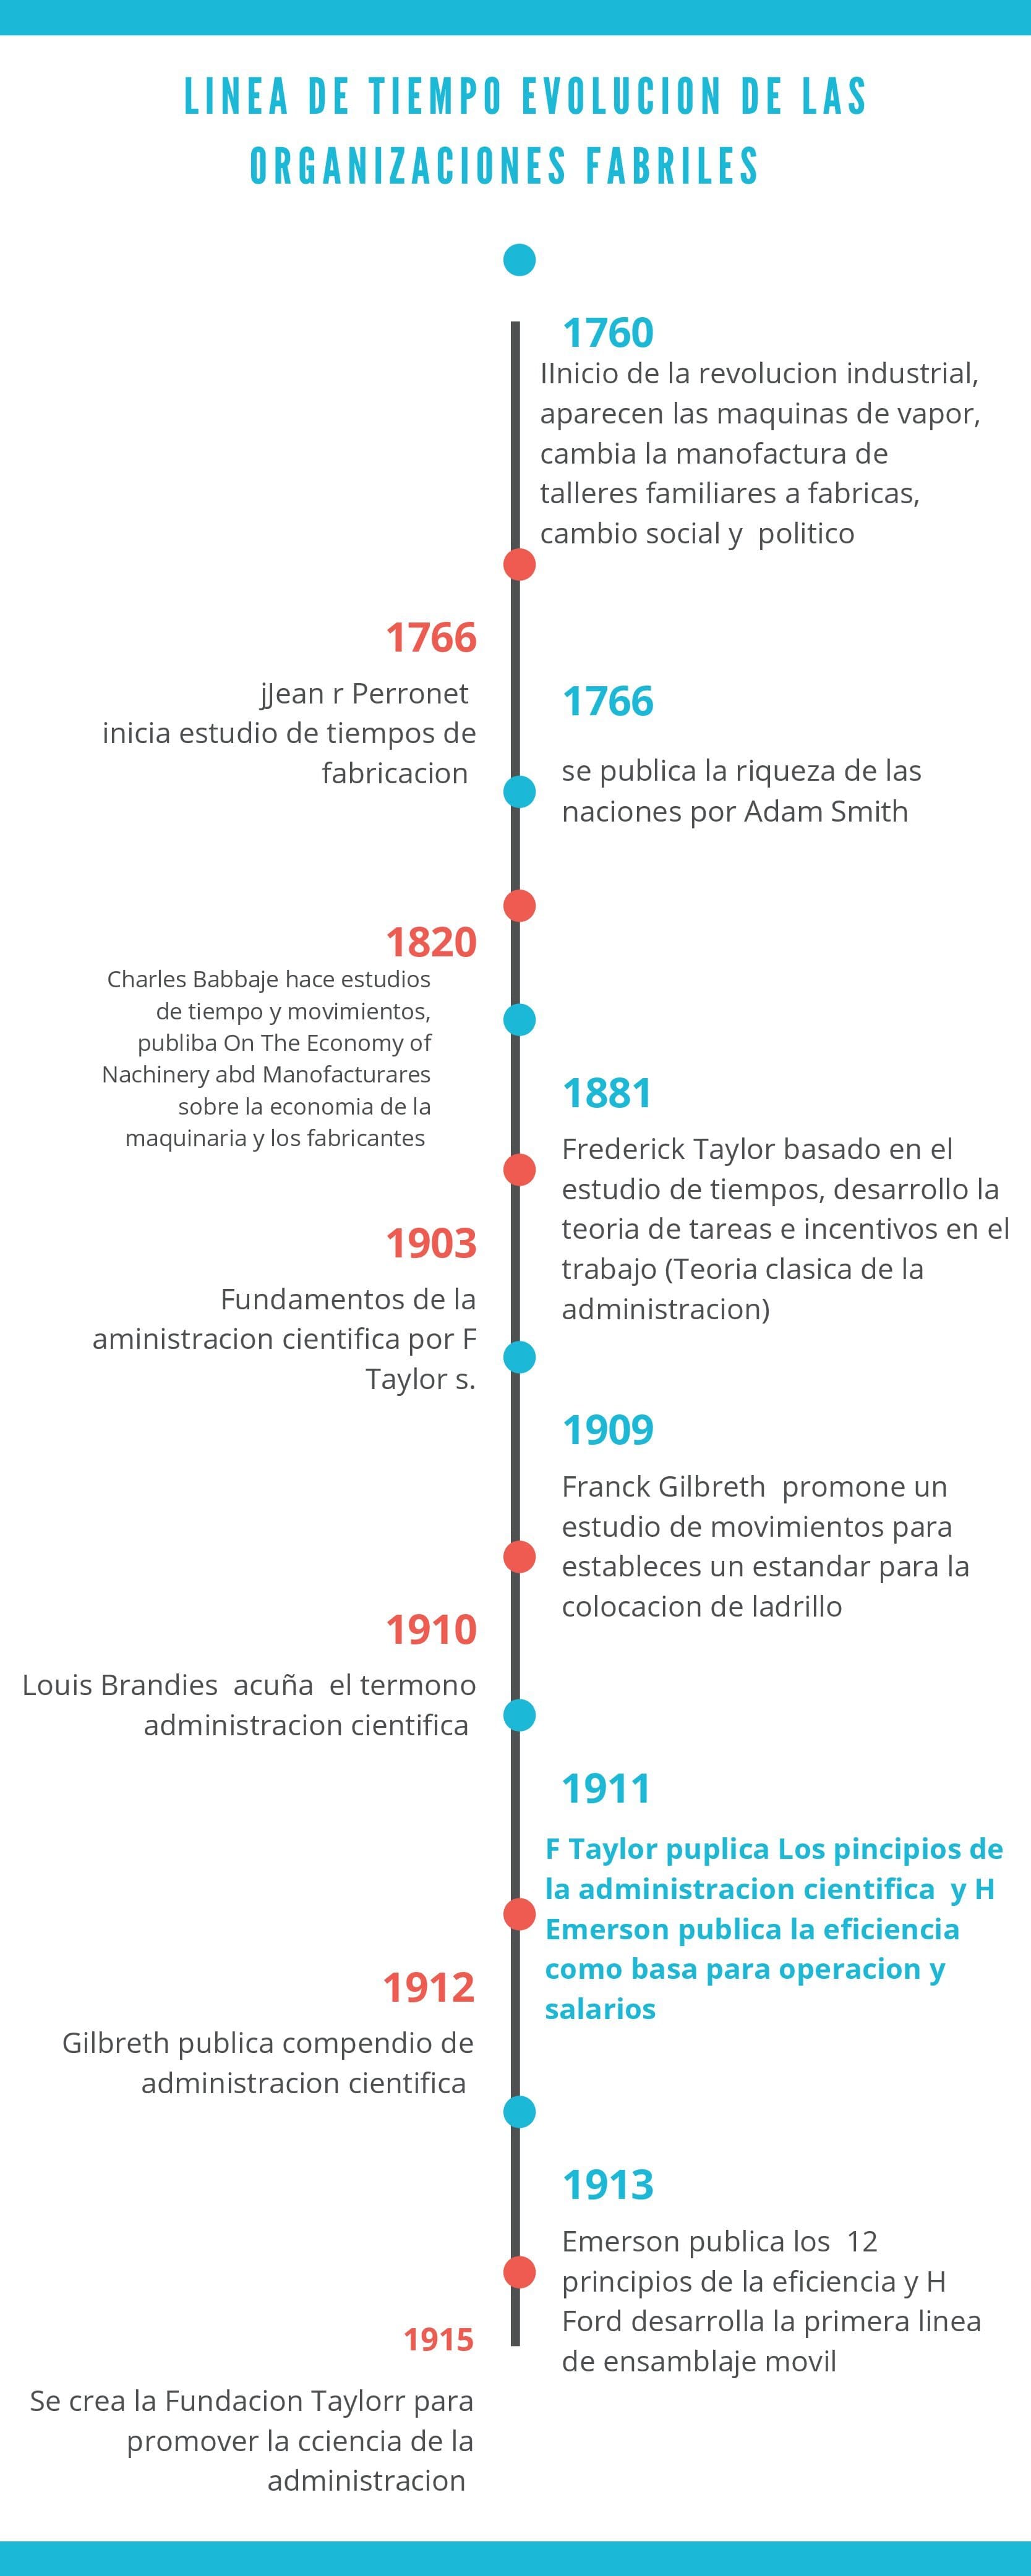 LINEA DE TIEMPO EVOLUCION DE LAS
ORGANIZACIONES FABRILES
1760
IInicio de la revolucion industrial,
aparecen las maquinas de vapor,
cambia la manofactura de
talleres familiares a fabricas,
cambio social y politico
1766
jJean r Perronet
inicia estudio de tiempos de
fabricacion
1766
se publica la riqueza de las
naciones por Adam Smith
1820
Charles Babbaje hace estudios
de tiempo y movimientos,
publiba On The Economy of
Nachinery abd Manofacturares
sobre la economia de la
maquinaria y los fabricantes
1881
Frederick Taylor basado en el
estudio de tiempos, desarrollo la
teoria de tareas e incentivos en el
trabajo (Teoria clasica de la
administracion)
1903
Fundamentos de la
aministracion cientifica por F
Taylor s.
1909
Franck Gilbreth promone un
estudio de movimientos para
estableces un estandar para la
colocacion de ladrillo
1910
Louis Brandies acuña el termono
administracion cientifica
1911
F Taylor puplica Los pincipios de
la administracion cientifica y H
Emerson publica la eficiencia
como basa para operacion y
salarios
1912
Gilbreth publica compendio de
administracion cientifica
1913
Emerson publica los 12
principios de la eficiencia y H
Ford desarrolla la primera linea
de ensamblaje movil
1915
Se crea la Fundacion Taylorr para
promover la cciencia de la
administracion